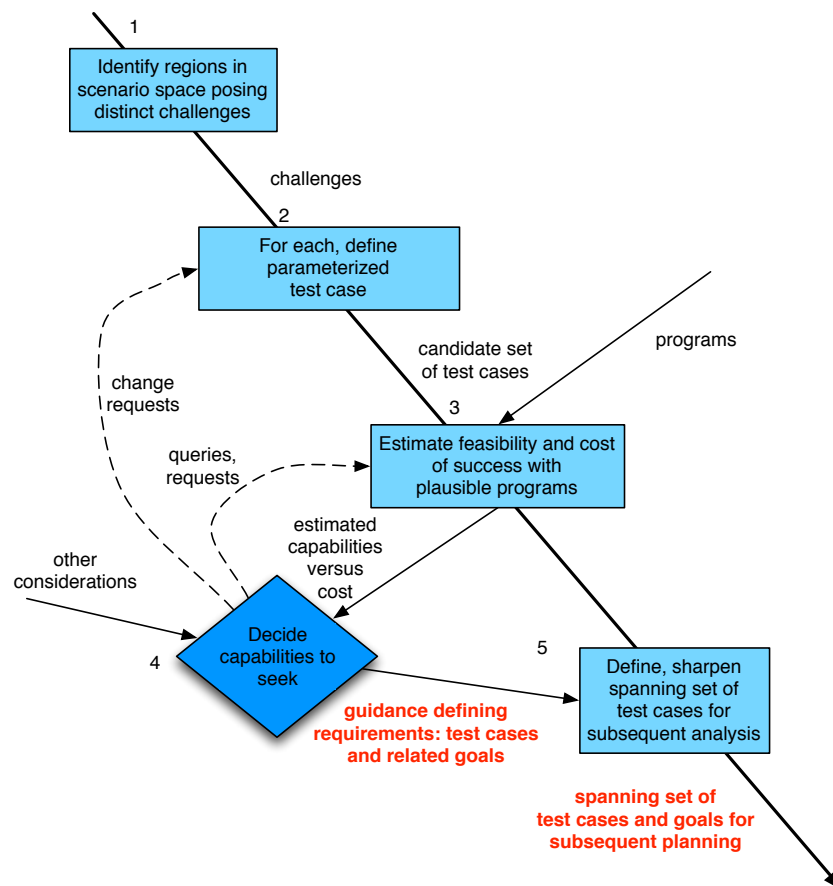 1
Identify regions in
scenario space posing
distinct challenges
challenges
2
For each, define
parameterized
test case
programs
candidate set
of test cases
change
requests
3
Estimate feasibility and cost
of success with
plausible programs
queries,
requests
estimated
capabilities
versus
cost
other
considerations
4
Decide
capabilities to
seek
5
Define, sharpen
spanning set of
test cases for
subsequent analysis
guidance defining
requirements: test cases
and related goals
spanning set of
test cases and goals for
subsequent planning